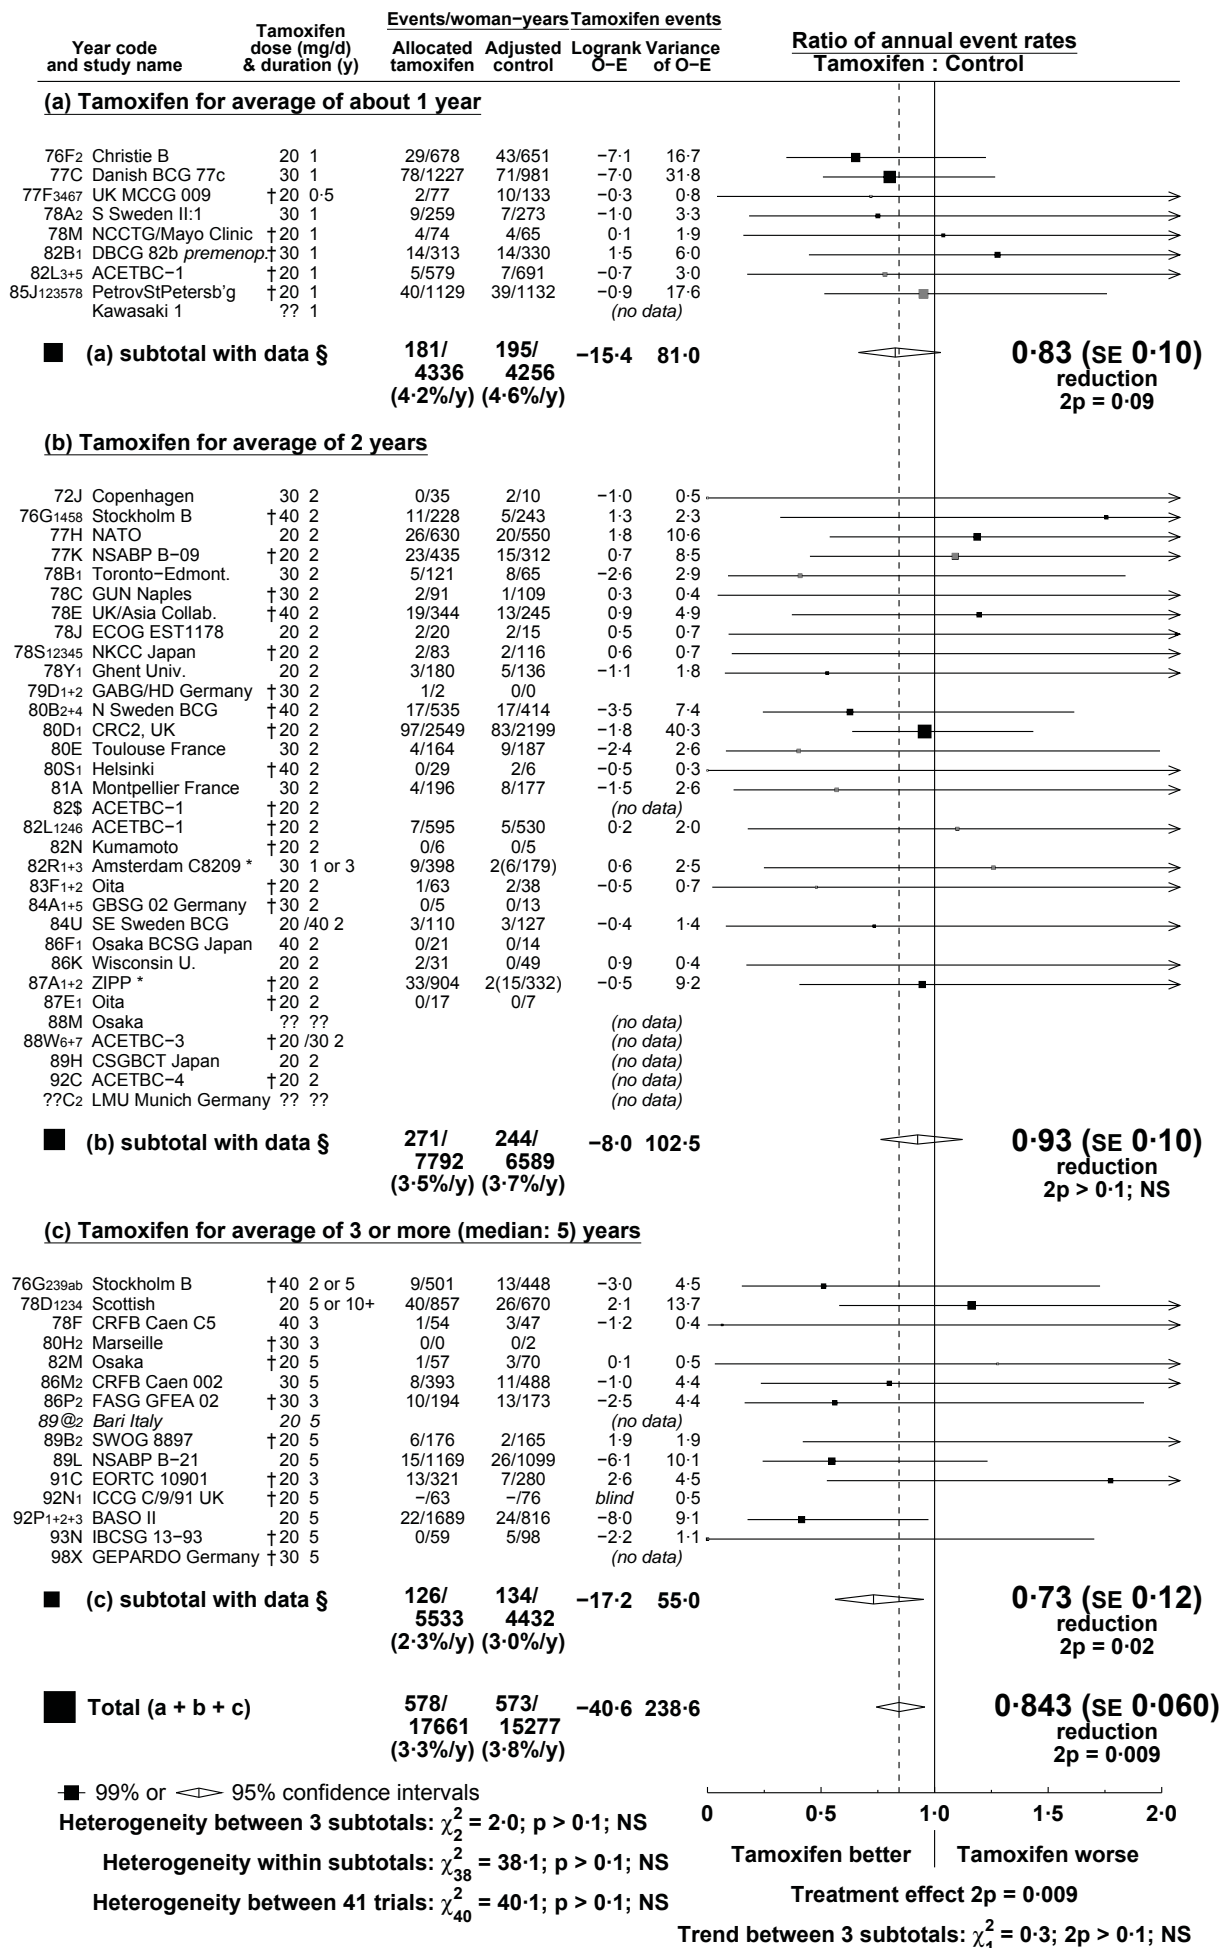 Year code and study name
Tamoxifen dose (mg/d) & duration (y)
Events/woman−years
Allocated tamoxifen
Adjusted control
Tamoxifen events
Logrank O−E
Variance of O−E
Ratio of annual event rates
Tamoxifen : Control
(a) Tamoxifen for average of about 1 year
76F2 Christie B 20 1 29/678 43/651 −7·1 16·7
77C Danish BCG 77c 30 1 78/1227 71/981 −7·0 31·8
77F3467 UK MCCG 009 †20 0·5 2/77 10/133 −0·3 0·8
78A2 S Sweden II:1 30 1 9/259 7/273 −1·0 3·3
78M NCCTG/Mayo Clinic †20 1 4/74 4/65 0·1 1·9
82B1 DBCG 82b premenop.†30 1 14/313 14/330 1·5 6·0
82L3+5 ACETBC−1 †20 1 5/579 7/691 −0·7 3·0
85J123578 PetrovStPetersb'g †20 1 40/1129 39/1132 −0·9 17·6
Kawasaki 1 ?? 1 (no data)
(a) subtotal with data § 181/4336 (4·2%/y) 195/4256 (4·6%/y) −15·4 81·0 0·83 (SE 0·10)
reduction
2p = 0·09
(b) Tamoxifen for average of 2 years
72J Copenhagen 30 2 0/35 2/10 −1·0 0·5
76G1458 Stockholm B †40 2 11/228 5/243 1·3 2·3
77H NATO 20 2 26/630 20/550 1·8 10·6
77K NSABP B−09 †20 2 23/435 15/312 0·7 8·5
78B1 Toronto−Edmont. 30 2 5/121 8/65 −2·6 2·9
78C GUN Naples †30 2 2/91 1/109 0·3 0·4
78E UK/Asia Collab. †40 2 19/344 13/245 0·9 4·9
78J ECOG EST1178 20 2 2/20 2/15 0·5 0·7
78S12345 NKCC Japan †20 2 2/83 2/116 0·6 0·7
78Y1 Ghent Univ. 20 2 3/180 5/136 −1·1 1·8
79D1+2 GABG/HD Germany †30 2 1/2 0/0
80B2+4 N Sweden BCG †40 2 17/535 17/414 −3·5 7·4
80D1 CRC2, UK †20 2 97/2549 83/2199 −1·8 40·3
80E Toulouse France 30 2 4/164 9/187 −2·4 2·6
80S1 Helsinki †40 2 0/29 2/6 −0·5 0·3
81A Montpellier France 30 2 4/196 8/177 −1·5 2·6
82$ ACETBC−1 †20 2 (no data)
82L1246 ACETBC−1 †20 2 7/595 5/530 0·2 2·0
82N Kumamoto †20 2 0/6 0/5
82R1+3 Amsterdam C8209 * 30 1 or 3 9/398 2(6/179) 0·6 2·5
83F1+2 Oita †20 2 1/63 2/38 −0·5 0·7
84A1+5 GBSG 02 Germany †30 2 0/5 0/13
84U SE Sweden BCG 20 /40 2 3/110 3/127 −0·4 1·4
86F1 Osaka BCSG Japan 40 2 0/21 0/14
86K Wisconsin U. 20 2 2/31 0/49 0·9 0·4
87A1+2 ZIPP * †20 2 33/904 2(15/332) −0·5 9·2
87E1 Oita †20 2 0/17 0/7
88M Osaka ?? ?? (no data)
88W6+7 ACETBC−3 †20 /30 2 (no data)
89H CSGBCT Japan 20 2 (no data)
92C ACETBC−4 †20 2 (no data)
??C2 LMU Munich Germany ?? ?? (no data)
(b) subtotal with data § 271/7792 (3·5%/y) 244/6589 (3·7%/y) −8·0 102·5 0·93 (SE 0·10)
reduction
2p > 0·1; NS
(c) Tamoxifen for average of 3 or more (median: 5) years
76G239ab Stockholm B †40 2 or 5 9/501 13/448 −3·0 4·5
78D1234 Scottish 20 5 or 10+ 40/857 26/670 2·1 13·7
78F CRFB Caen C5 40 3 1/54 3/47 −1·2 0·4
80H2 Marseille †30 3 0/0 0/2
82M Osaka †20 5 1/57 3/70 0·1 0·5
86M2 CRFB Caen 002 30 5 8/393 11/488 −1·0 4·4
86P2 FASG GFEA 02 †30 3 10/194 13/173 −2·5 4·4
89@2 Bari Italy 20 5 (no data)
89B2 SWOG 8897 †20 5 6/176 2/165 1·9 1·9
89L NSABP B−21 20 5 15/1169 26/1099 −6·1 10·1
91C EORTC 10901 †20 3 13/321 7/280 2·6 4·5
92N1 ICCG C/9/91 UK †20 5 −/63 −/76 blind 0·5
92P1+2+3 BASO II 20 5 22/1689 24/816 −8·0 9·1
93N IBCSG 13−93 †20 5 0/59 5/98 −2·2 1·1
98X GEPARDO Germany †30 5 (no data)
(c) subtotal with data § 126/5533 (2·3%/y) 134/4432 (3·0%/y) −17·2 55·0 0·73 (SE 0·12)
reduction
2p = 0·02
Total (a + b + c) 578/17661 (3·3%/y) 573/15277 (3·8%/y) −40·6 238·6 0·843 (SE 0·060)
reduction
2p = 0·009
99% or 95% confidence intervals
0 0·5 1·0 1·5 2·0
Tamoxifen better Tamoxifen worse
Heterogeneity between 3 subtotals: χ²₂ = 2·0; p > 0·1; NS
Heterogeneity within subtotals: χ²₃₈ = 38·1; p > 0·1; NS
Heterogeneity between 41 trials: χ²₄₀ = 40·1; p > 0·1; NS
Treatment effect 2p = 0·009
Trend between 3 subtotals: χ²₁ = 0·3; 2p > 0·1; NS